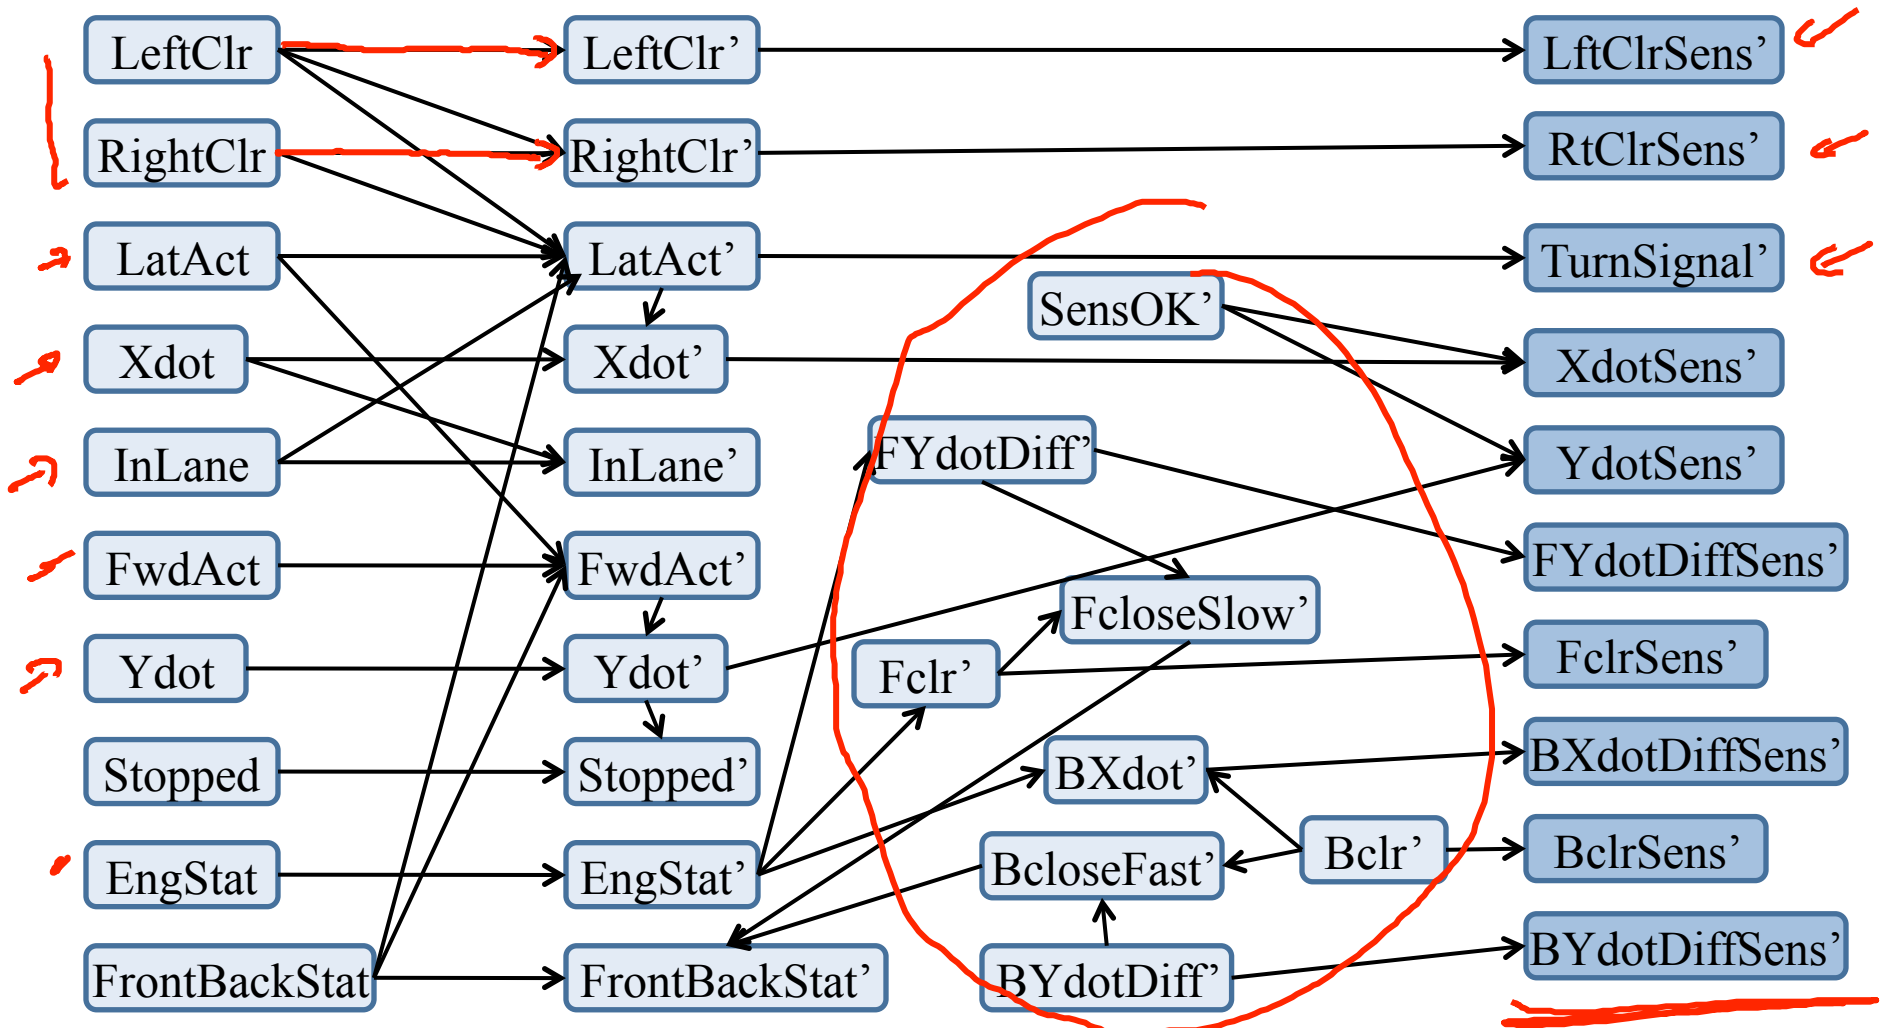 LeftClr
LeftClr’
LftClrSens’
RightClr
RightClr’
RtClrSens’
LatAct
LatAct’
TurnSignal’
SensOK’
Xdot
Xdot’
XdotSens’
FYdotDiff’
InLane
InLane’
YdotSens’
FwdAct
FwdAct’
FYdotDiffSens’
FcloseSlow’
Ydot
Ydot’
Fclr’
FclrSens’
Stopped
Stopped’
BXdot’
BXdotDiffSens’
EngStat
EngStat’
BcloseFast’
Bclr’
BclrSens’
FrontBackStat
FrontBackStat’
BYdotDiff’
BYdotDiffSens’